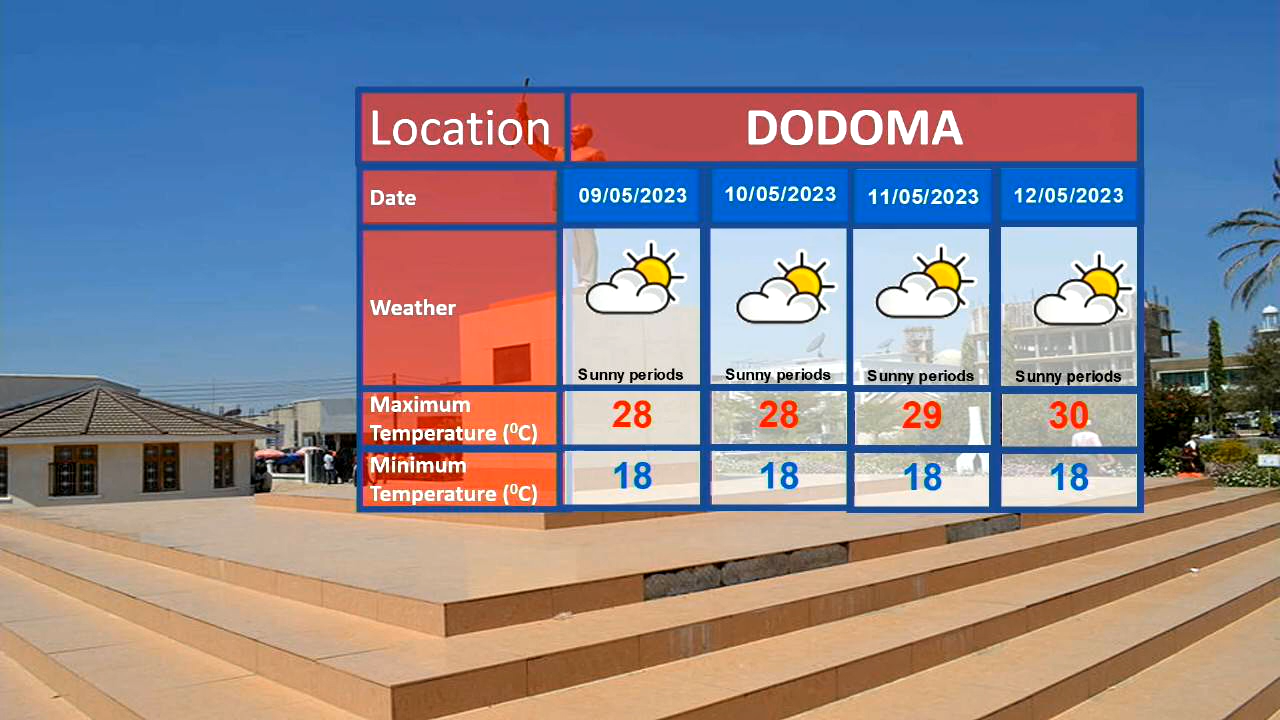 Location DODOMA
Date 09/05/2023 10/05/2023 11/05/2023 12/05/2023
Weather Sunny periods Sunny periods Sunny periods Sunny periods
Maximum
Temperature (⁰C) 28 28 29 30
Minimum
Temperature (⁰C) 18 18 18 18